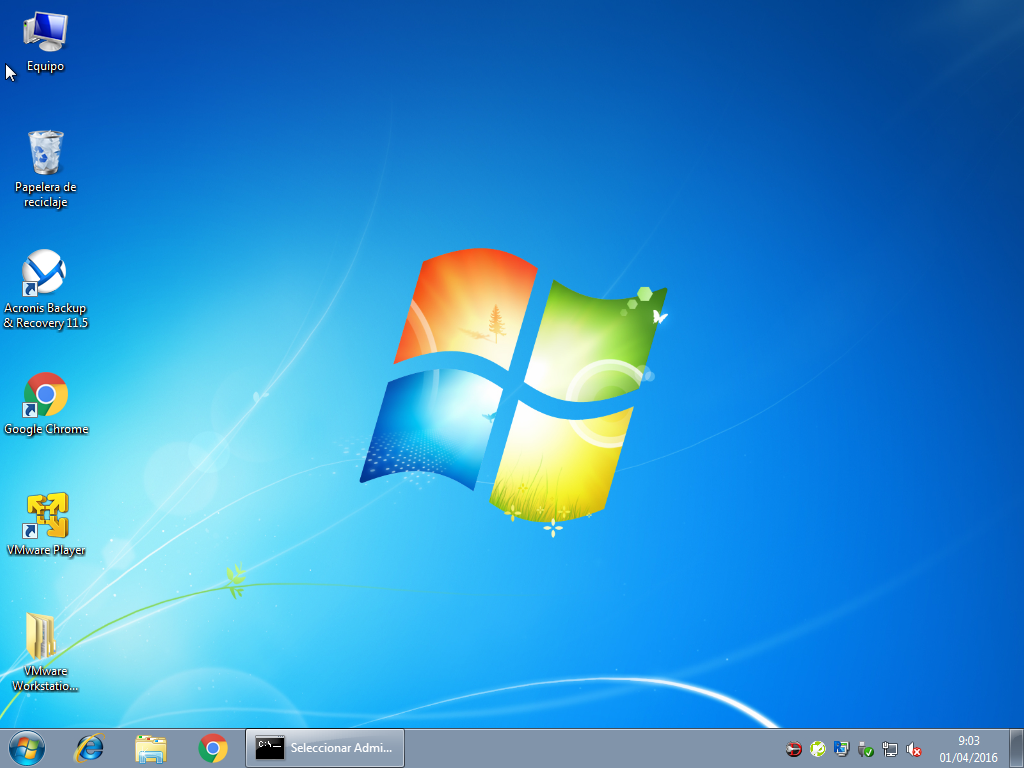 Equipo
Papelera de
reciclaje
Acronis Backup
& Recovery 11.5
Google Chrome
VMware Player
VMware
Workstatio...
C:\—
Seleccionar Admi...
9:03
01/04/2016